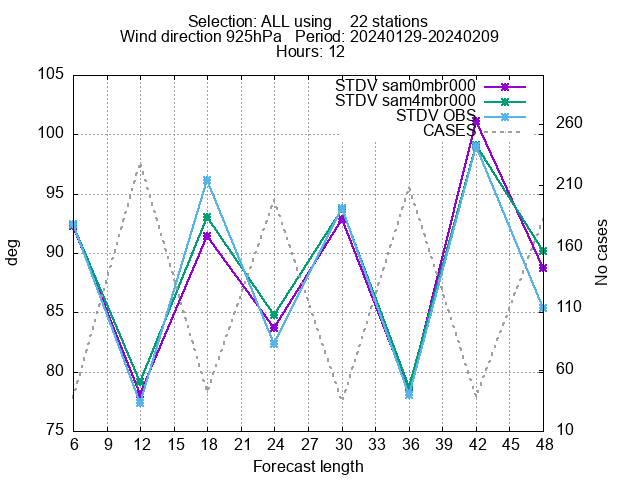 Selection: ALL using 22 stations
Wind direction 925hPa Period: 20240129-20240209
Hours: 12
STDV sam0mbr000
STDV sam4mbr000
STDV OBS
CASES
105
100
95
90
85
80
75
deg
260
210
160
110
60
10
No cases
6 9 12 15 18 21 24 27 30 33 36 39 42 45 48
Forecast length